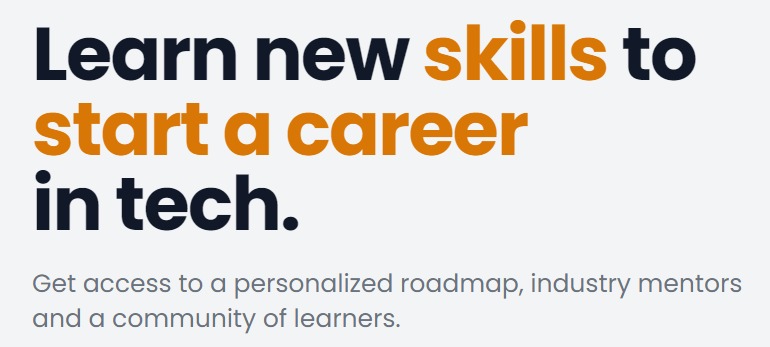 Learn new skills to
start a career
in tech.
Get access to a personalized roadmap, industry mentors
and a community of learners.